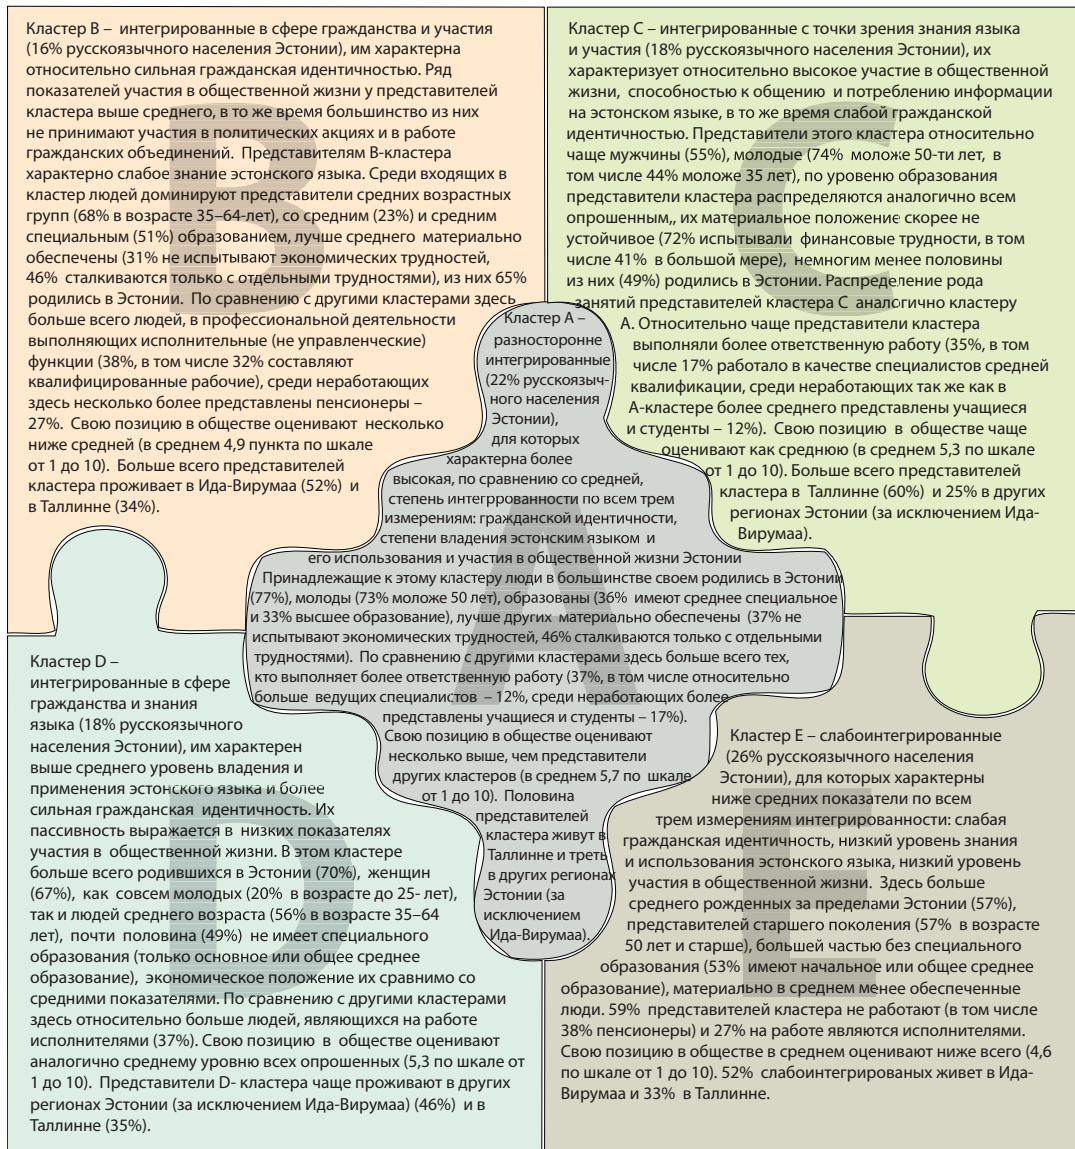 Кластер B – интегрированные в сфере гражданства и участия
(16% русскоязычного населения Эстонии), им характерна
относительно сильная гражданская идентичностью. Ряд
показателей участия в общественной жизни у представителей
кластера выше среднего, в то же время большинство из них
не принимают участия в политических акциях и в работе
гражданских объединений. Представителям B-кластера
характерно слабое знание эстонского языка. Среди входящих в
кластер людей доминируют представители средних возрастных
групп (68% в возрасте 35–64-лет), со средним (23%) и средним
специальным (51%) образованием, лучше среднего материально
обеспечены (31% не испытывают экономических трудностей,
46% сталкиваются только с отдельными трудностями), из них 65%
родились в Эстонии. По сравнению с другими кластерами здесь
больше всего людей, в профессиональной деятельности
выполняющих исполнительные (не управленческие)
функции (38%, в том числе 32% составляют
квалифицированные рабочие), среди неработающих
здесь несколько более представлены пенсионеры –
27%. Свою позицию в обществе оценивают несколько
ниже средней (в среднем 4,9 пункта по шкале
от 1 до 10). Больше всего представителей
кластера проживает в Ида-Вирумаа (52%) и
в Таллинне (34%).
Кластер C – интегрированные с точки зрения знания языка
и участия (18% русскоязычного населения Эстонии), их
характеризует относительно высокое участие в общественной
жизни, способностью к общению и потреблению информации
на эстонском языке, в то же время слабой гражданской
идентичностью. Представители этого кластера относительно
чаще мужчины (55%), молодые (74% моложе 50-ти лет, в
том числе 44% моложе 35 лет), по уровеню образования
представители кластера распределяются аналогично всем
опрошенным,, их материальное положение скорее не
устойчивое (72% испытывали финансовые трудности, в том
числе 41% в большой мере), немногим менее половины
из них (49%) родились в Эстонии. Распределение рода
занятий представителей кластера C аналогично кластеру
A. Относительно чаще представители кластера
выполняли более ответственную работу (35%, в том
числе 17% работало в качестве специалистов средней
квалификации, среди неработающих так же как в
A-кластере более среднего представлены учащиеся
и студенты – 12%). Свою позицию в обществе чаще
оценивают как среднюю (в среднем 5,3 по шкале
от 1 до 10). Больше всего представителей
кластера в Таллинне (60%) и 25% в других
регионах Эстонии (за исключением Ида-
Вирумаа).
Кластер A –
разносторонне
интегрированные
(22% русскоязыч-
ного населения
Эстонии),
для которых
характерна более
высокая, по сравнению со средней,
степень интегррованности по всем трем
измерениям: гражданской идентичности,
степени владения эстонским языком и
его использования и участия в общественной жизни Эстонии
Принадлежащие к этому кластеру люди в большинстве своем родились в Эстонии
(77%), молоды (73% моложе 50 лет), образованы (36% имеют среднее специальное
и 33% высшее образование), лучше других материально обеспечены (37% не
испытывают экономических трудностей, 46% сталкиваются только с отдельными
трудностями). По сравнению с другими кластерами здесь больше всего тех,
кто выполняет более ответственную работу (37%, в том числе относительно
больше ведущих специалистов – 12%, среди неработающих более
представлены учащиеся и студенты – 17%).
Свою позицию в обществе оценивают
несколько выше, чем представители
других кластеров (в среднем 5,7 по шкале
от 1 до 10). Половина
представителей
кластера живут в
Таллинне и треть
в других регионах
Эстонии (за
исключением
Ида-Вирумаа).
Кластер D –
интегрированные в сфере
гражданства и знания
языка (18% русскоязычного
населения Эстонии), им характерен
выше среднего уровень владения и
применения эстонского языка и более
сильная гражданская идентичность. Их
пассивность выражается в низких показателях
участия в общественной жизни. В этом кластере
больше всего родившихся в Эстонии (70%), женщин
(67%), как совсем молодых (20% в возрасте до 25- лет),
так и людей среднего возраста (56% в возрасте 35–64
лет), почти половина (49%) не имеет специального
образования (только основное или общее среднее
образование), экономическое положение их сравнимо со
средними показателями. По сравнению с другими кластерами
здесь относительно больше людей, являющихся на работе
исполнителями (37%). Свою позицию в обществе оценивают
аналогично среднему уровню всех опрошенных (5,3 по шкале от
1 до 10). Представители D- кластера чаще проживают в других
регионах Эстонии (за исключением Ида-Вирумаа) (46%) и в
Таллинне (35%).
Кластер E – слабоинтегрированные
(26% русскоязычного населения
Эстонии), для которых характерны
ниже средних показатели по всем
трем измерениям интегрированности: слабая
гражданская идентичность, низкий уровень знания
и использования эстонского языка, низкий уровень
участия в общественной жизни. Здесь больше
среднего рожденных за пределами Эстонии (57%),
представителей старшего поколения (57% в возрасте
50 лет и старше), большей частью без специального
образования (53% имеют начальное или общее среднее
образование), материально в среднем менее обеспеченные
люди. 59% представителей кластера не работают (в том числе
38% пенсионеры) и 27% на работе являются исполнителями.
Свою позицию в обществе в среднем оценивают ниже всего (4,6
по шкале от 1 до 10). 52% слабоинтегрированых живет в Ида-
Вирумаа и 33% в Таллинне.
B
C
A
D
E